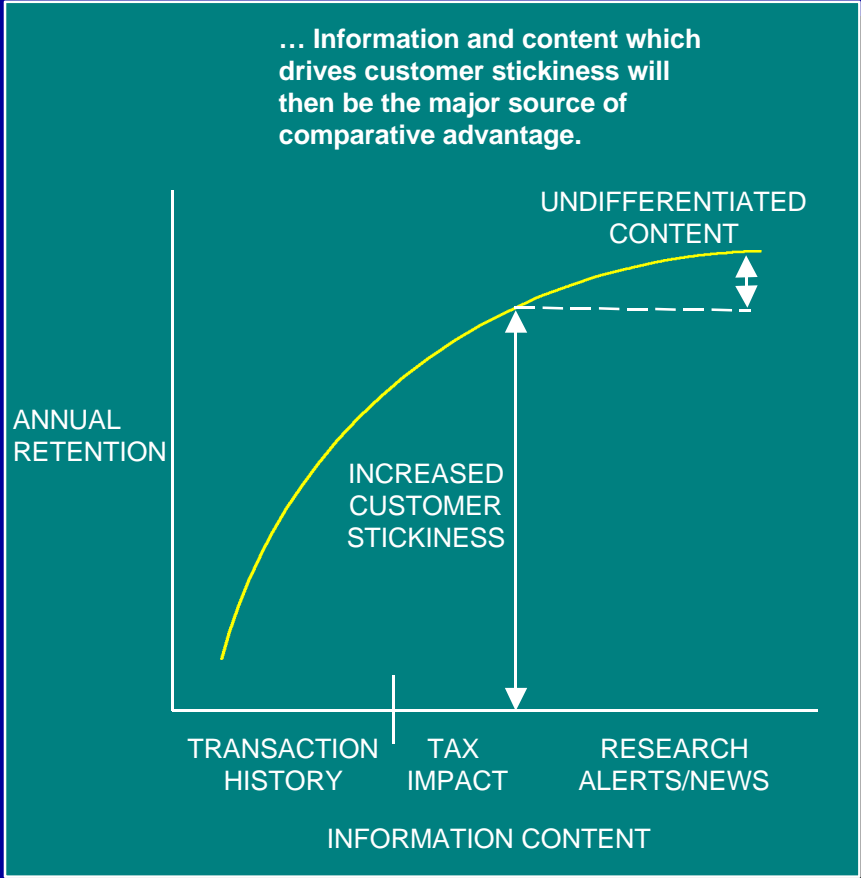 ... Information and content which
drives customer stickiness will
then be the major source of
comparative advantage.
UNDIFFERENTIATED
CONTENT
ANNUAL
RETENTION
INCREASED
CUSTOMER
STICKINESS
TRANSACTION
HISTORY
TAX
IMPACT
RESEARCH
ALERTS/NEWS
INFORMATION CONTENT